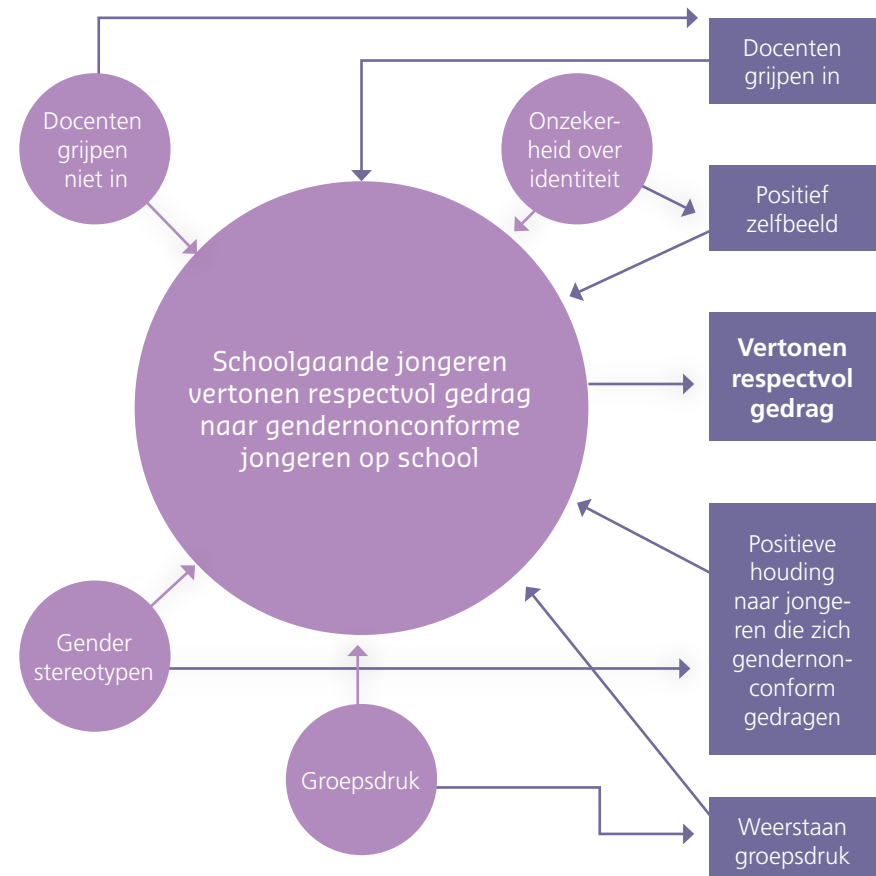 Docenten
grijpen
niet in
Onzeker-
heid over
identiteit
Docenten
grijpen in
Positief
zelfbeeld
Schoolgaande jongeren
vertonen respectvol gedrag
naar gendernonconforme
jongeren op school
Vertonen
respectvol
gedrag
Gender
stereotypen
Positieve
houding
naar jonge-
ren die zich
gendernon-
conform
gedragen
Groepsdruk
Weerstaan
groepsdruk